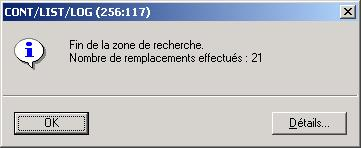 CONT/LIST/LOG (256:117)
Fin de la zone de recherche.
Nombre de remplacements effectués : 21
OK
Détails...